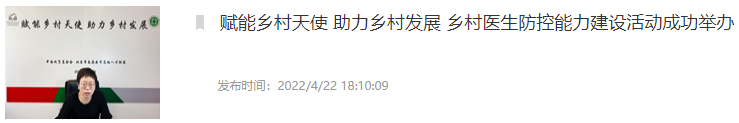 赋能乡村天使 助力乡村发展
赋能乡村天使 助力乡村发展 乡村医生防控能力建设活动成功举办
发布时间：2022/4/22 18:10:09